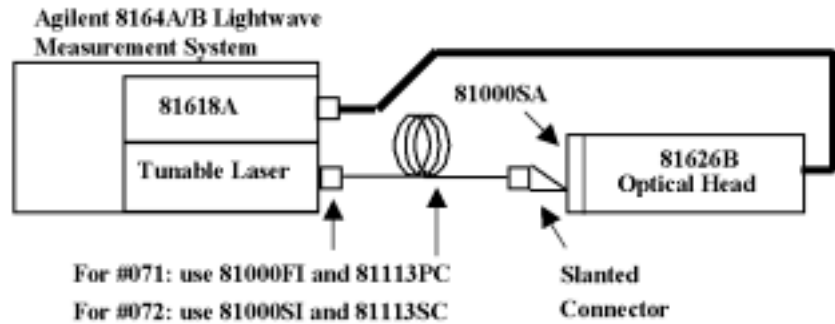 Agilent 8164A/B Lightwave
Measurement System
81618A
81000SA
Tunable Laser
81626B
Optical Head
For #071: use 81000FI and 81113PC
For #072: use 81000SI and 81113SC
Slanted
Connector